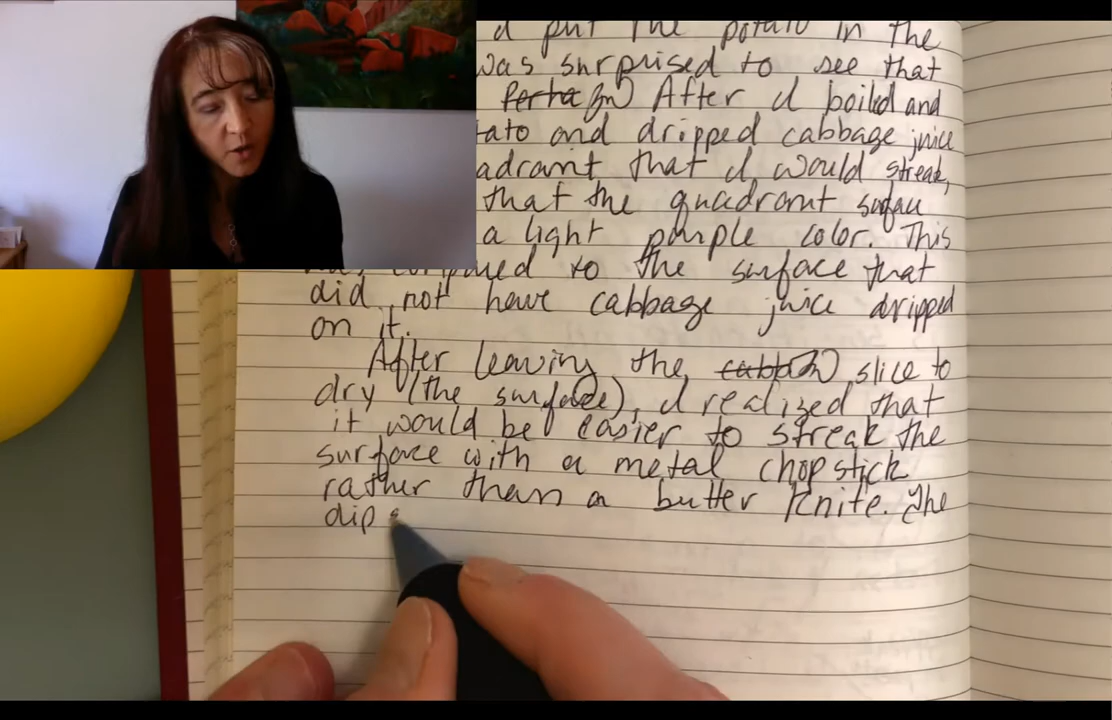 I put the potato in the
was surprised to see that
After I boiled and
tato and dripped cabbage juice
adrant that I would streak,
that the quadrant surface
a light purple color. This
to the surface that
did not have cabbage juice dripped
on it.
After leaving the slice to
dry (the surface), I realized that
it would be easier to streak the
surface with a metal chopstick
rather than a butter knife. The
dip